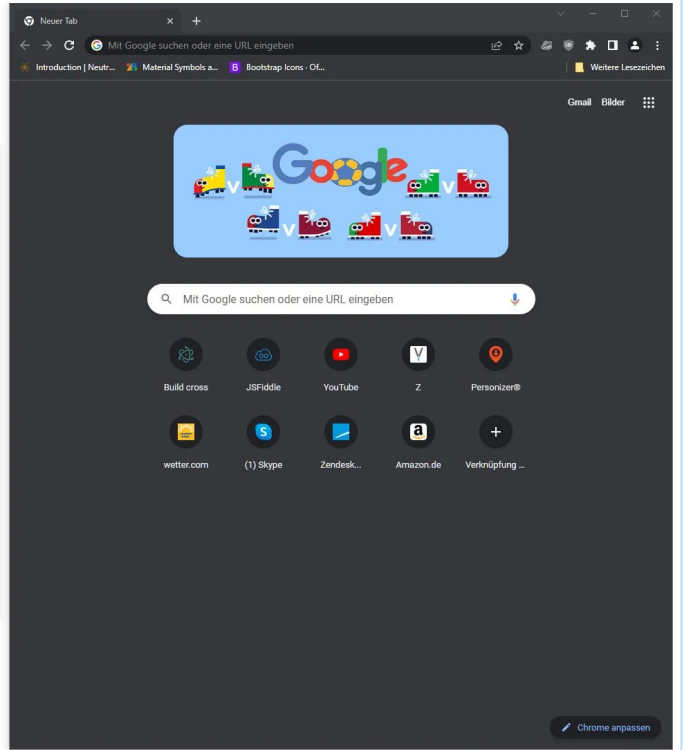 Neuer Tab
Mit Google suchen oder eine URL eingeben
Introduction | Neutr... Material Symbols a... B Bootstrap Icons · Of... Weitere Lesezeichen
Gmail Bilder
Google
v v
v v
Mit Google suchen oder eine URL eingeben
Build cross JSFiddle YouTube Z Personizer®
wetter.com (1) Skype Zendesk... Amazon.de Verknüpfung ...
Chrome anpassen